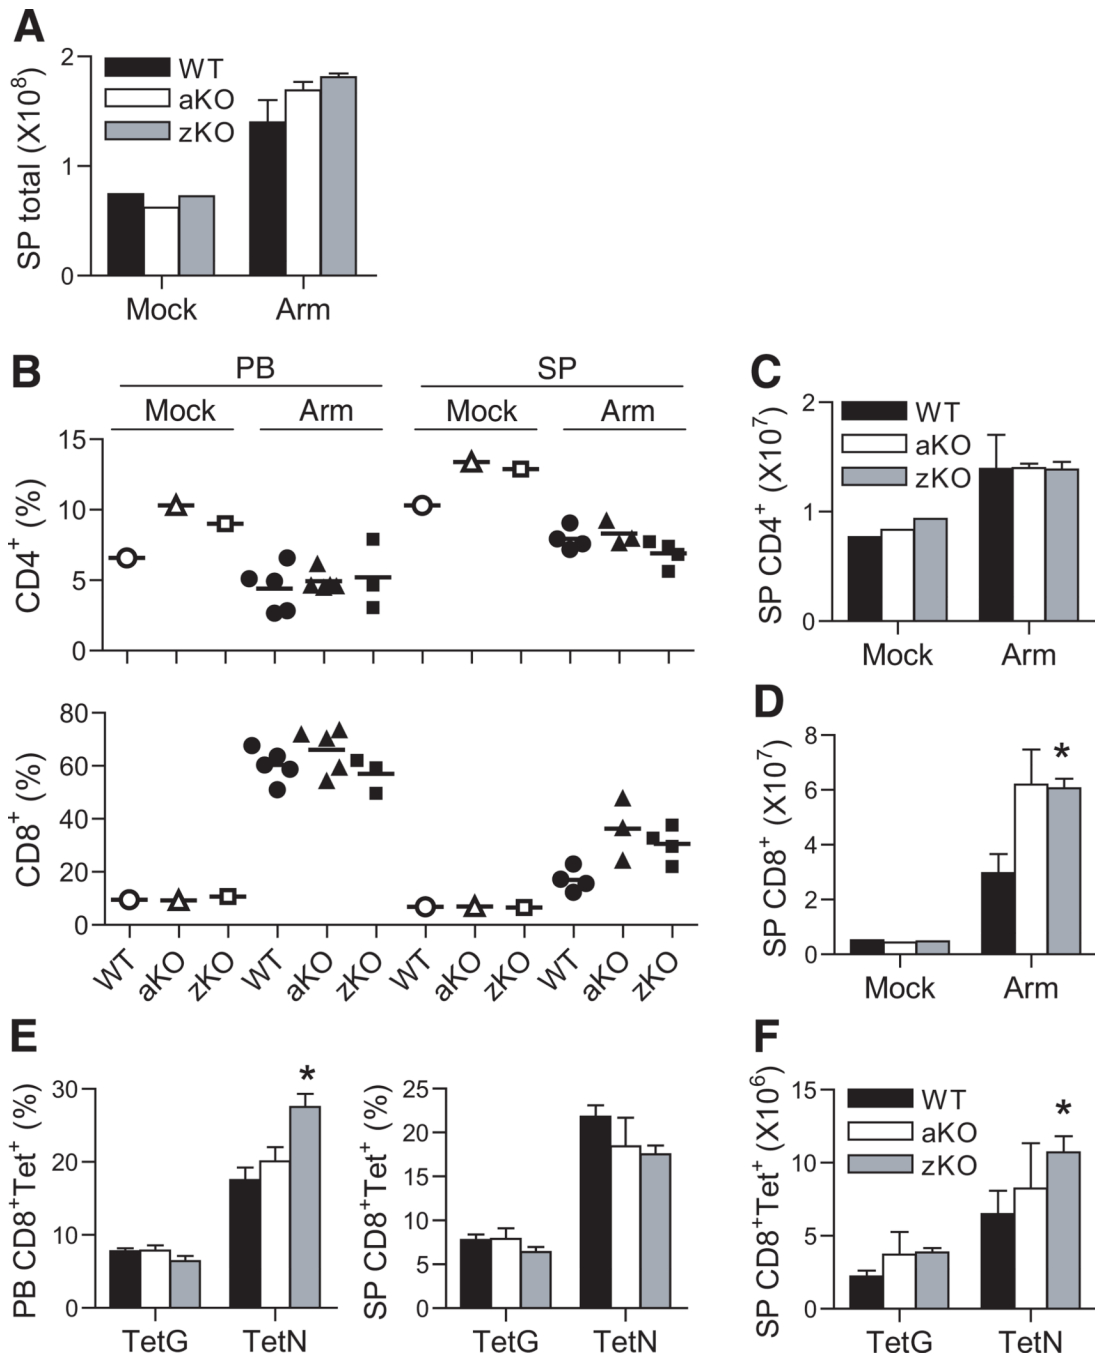 A
SP total (X10⁸)
2
1
0
WT
aKO
zKO
Mock Arm
B
PB SP
Mock Arm Mock Arm
CD4⁺ (%)
15
10
5
0
CD8⁺ (%)
80
60
40
20
0
WT aKO zKO WT aKO zKO WT aKO zKO WT aKO zKO
C
SP CD4⁺ (X10⁷)
2
1
0
WT
aKO
zKO
Mock Arm
D
SP CD8⁺ (X10⁷)
8
6
4
2
0
*
Mock Arm
E
PB CD8⁺Tet⁺ (%)
30
20
10
0
*
TetG TetN
SP CD8⁺Tet⁺ (%)
25
20
15
10
5
0
TetG TetN
F
SP CD8⁺Tet⁺ (X10⁶)
15
10
5
0
WT
aKO
zKO
*
TetG TetN